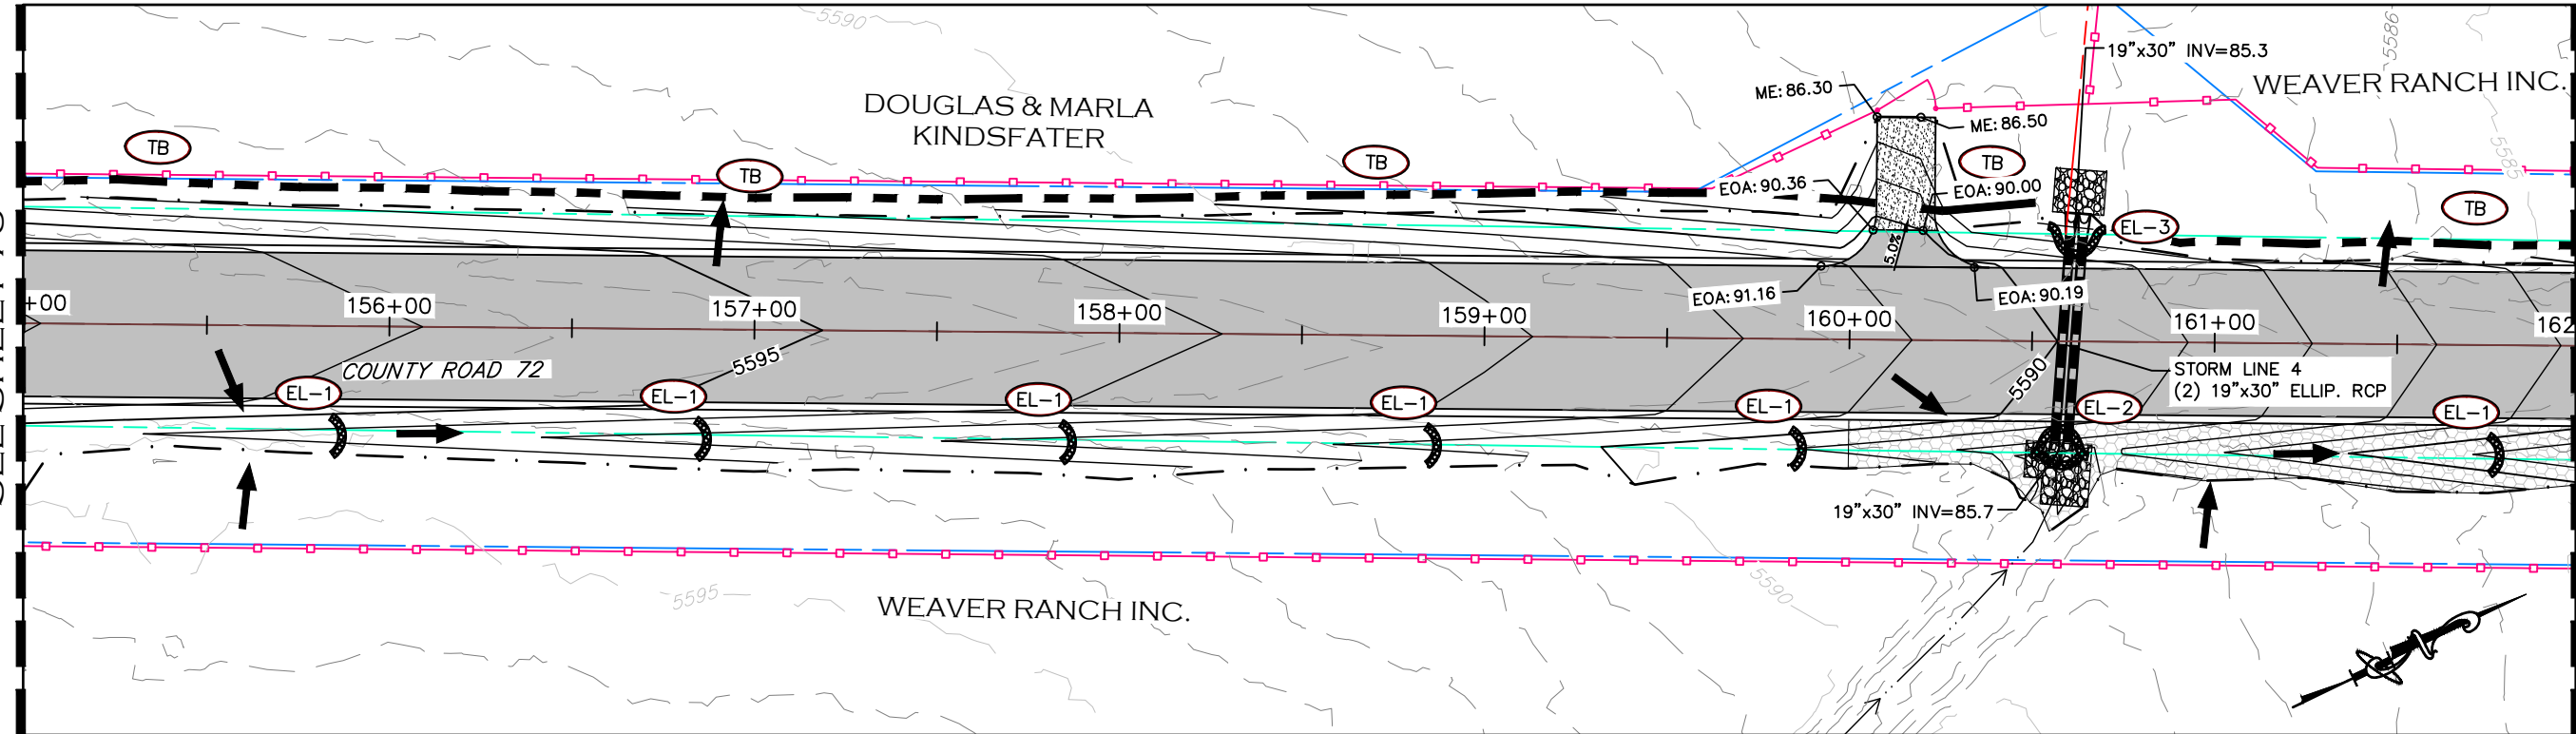 5590
5586
19"x30" INV=85.3
WEAVER RANCH INC.
ME: 86.30
DOUGLAS & MARLA
KINDSFATER
ME: 86.50
TB
TB
TB
TB
5585
EOA: 90.36
EOA: 90.00
TB
EL-3
5.0%
+00
156+00
157+00
158+00
159+00
160+00
161+00
162
EOA: 91.16
EOA: 90.19
COUNTY ROAD 72
5595
5590
STORM LINE 4
(2) 19"x30" ELLIP. RCP
EL-1
EL-1
EL-1
EL-1
EL-1
EL-2
EL-1
19"x30" INV=85.7
5595
5590
WEAVER RANCH INC.